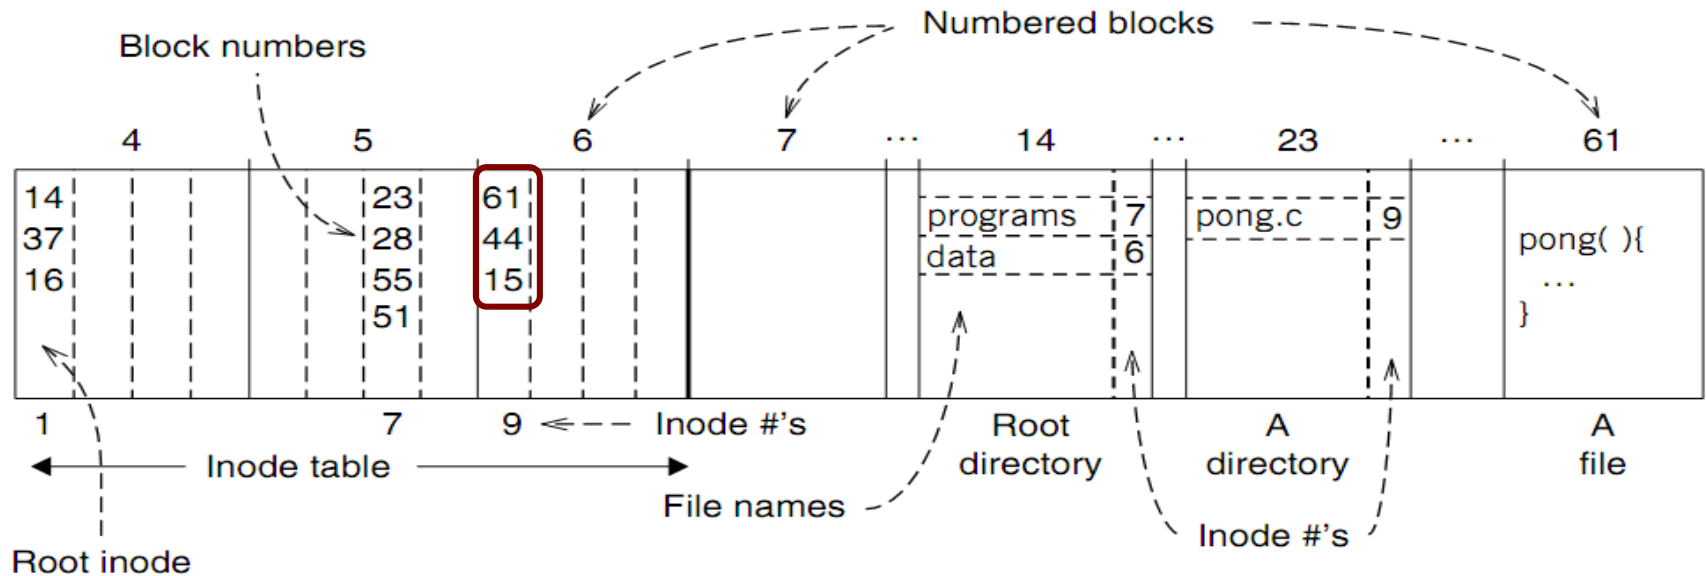 Numbered blocks
Block numbers
4 5 6 7 ... 14 ... 23 ... 61
14 23 61
37 28 44
16 55 15
51
programs 7
data 6
pong.c 9
pong( ){
...
}
1 7 9 Inode #'s
Inode table
Root
directory
A
directory
A
file
File names
Inode #'s
Root inode